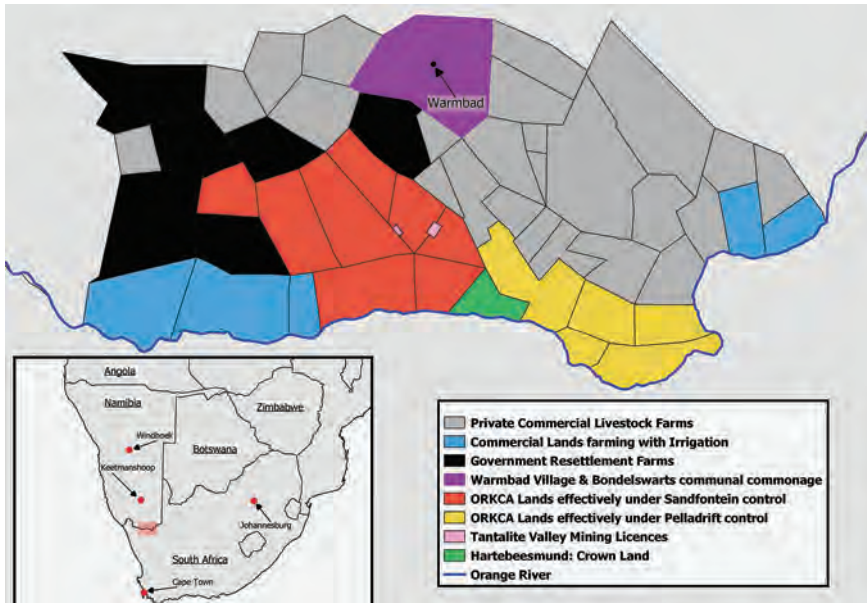 Warmbad
Angola
Namibia
Zimbabwe
Windhoek
Botswana
Keetmanshoop
Johannesburg
South Africa
Cape Town
Private Commercial Livestock Farms
Commercial Lands farming with Irrigation
Government Resettlement Farms
Warmbad Village & Bondelswarts communal commonage
ORKCA Lands effectively under Sandfontein control
ORKCA Lands effectively under Pelladrift control
Tantalite Valley Mining Licences
Hartebeesmund: Crown Land
Orange River